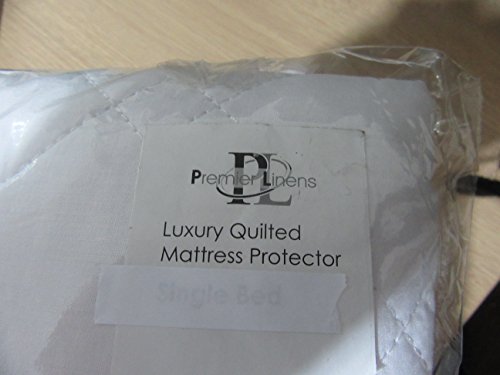 PL
Premier Linens
Luxury Quilted
Mattress Protector
Single Bed